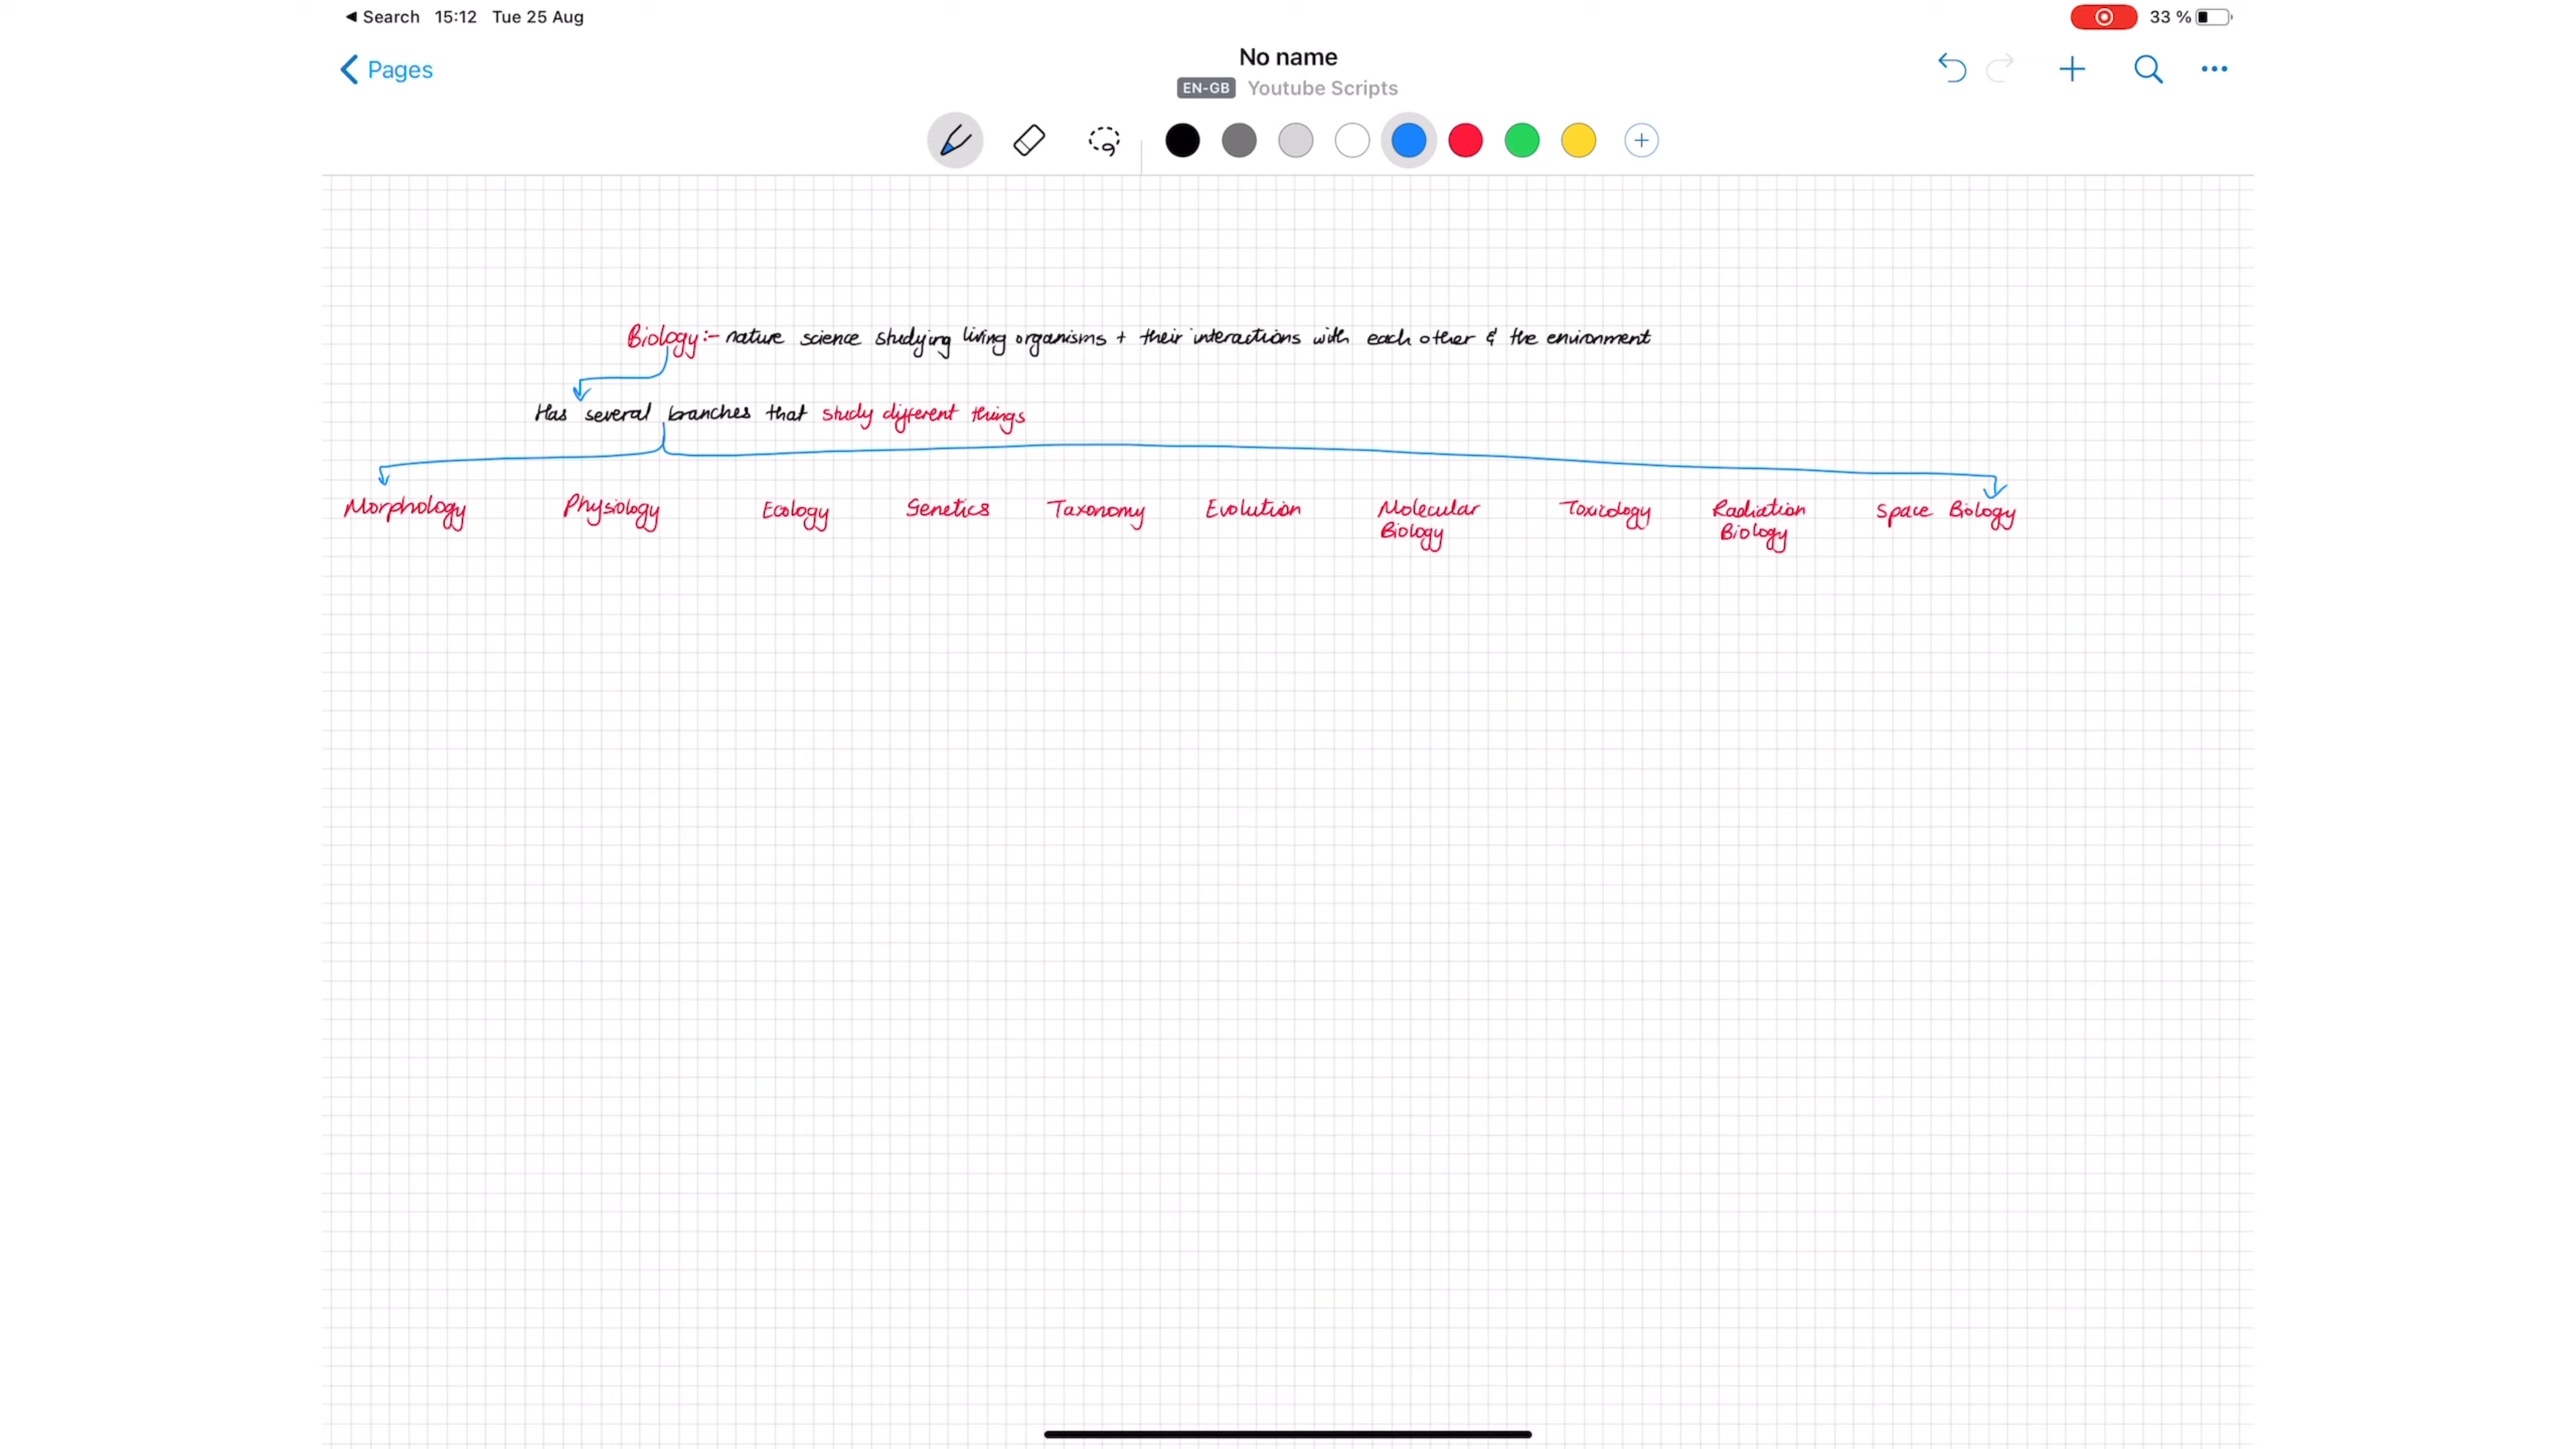 Search 15:12 Tue 25 Aug 33 %
Pages
No name
EN-GB Youtube Scripts
Biology:- nature science studying living organisms + their interactions with each other & the enironment
Has several branches that study different things
Morphology Physiology Ecology Genetics Taxonomy Evolution Molecular Biology Toxicology Radiation Biology Space Biology